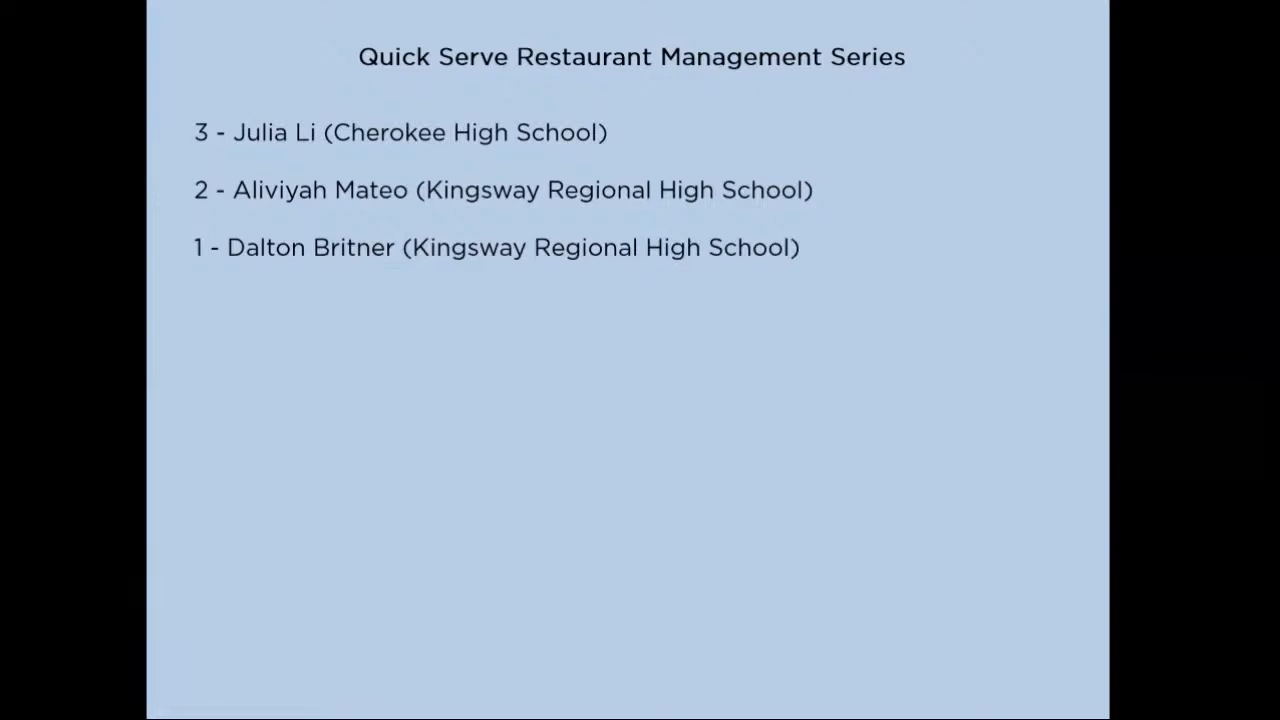 Quick Serve Restaurant Management Series
3 - Julia Li (Cherokee High School)
2 - Aliviyah Mateo (Kingsway Regional High School)
1 - Dalton Britner (Kingsway Regional High School)